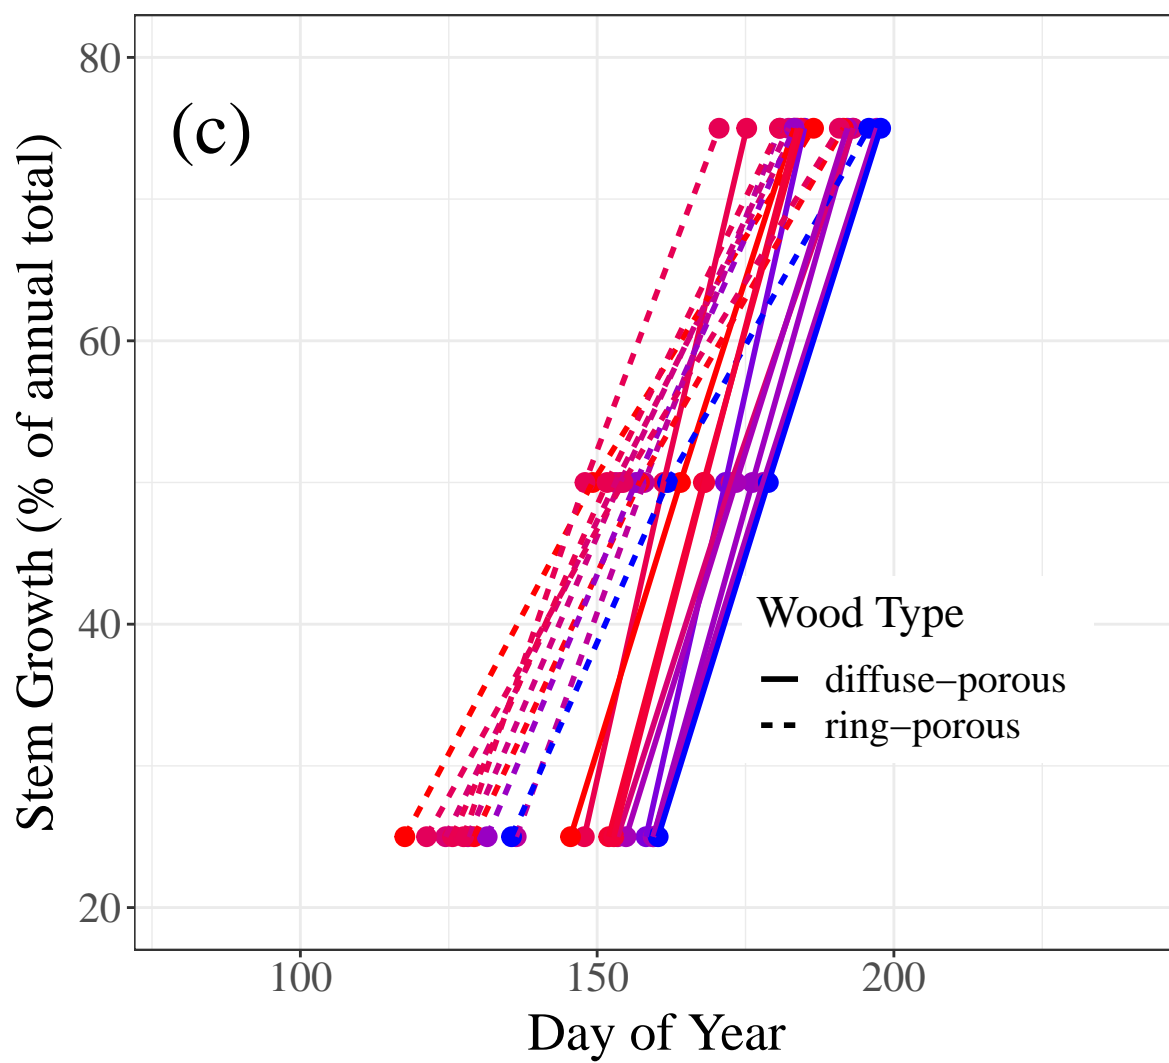 (c)
Stem Growth (% of annual total)
80
60
40
20
Wood Type
diffuse−porous
ring−porous
100
150
200
Day of Year